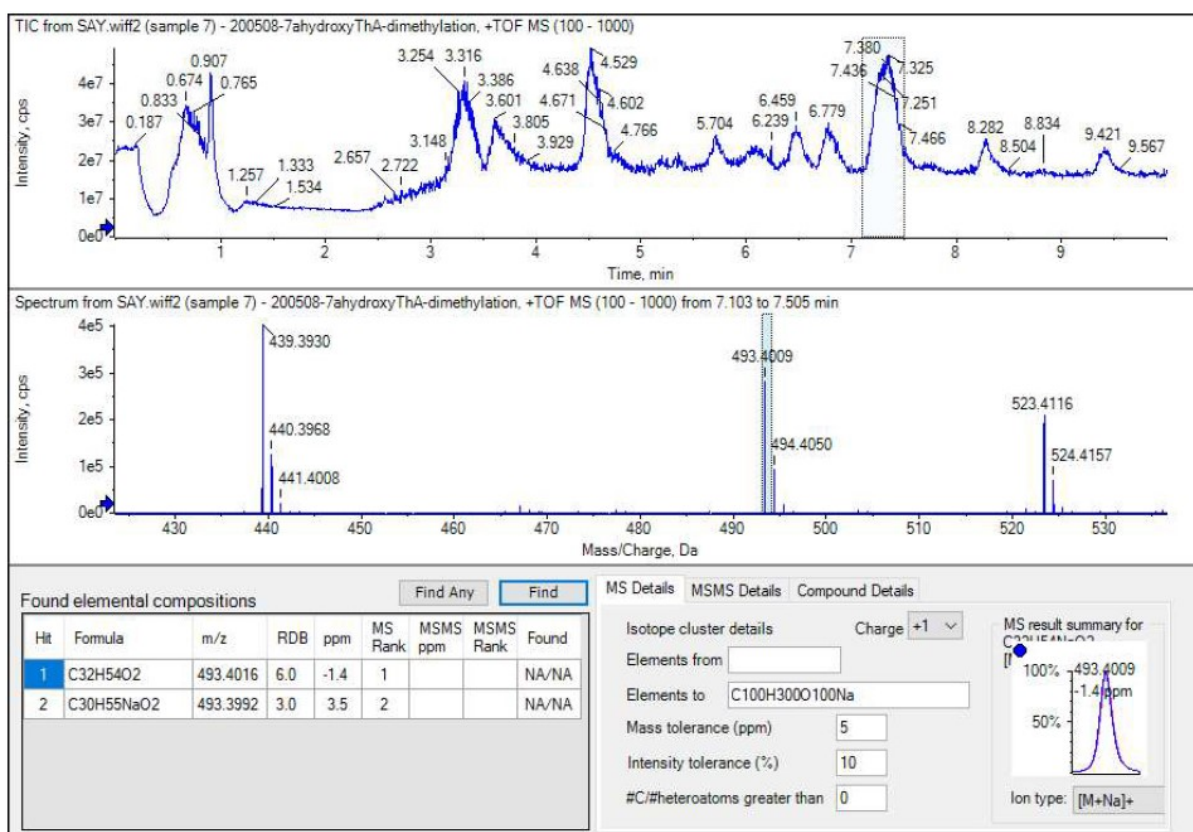 TIC from SAY.wiff2 (sample 7) - 200508-7ahydroxyThA-dimethylation, +TOF MS (100 - 1000)
Intensity, cps
4e7
3e7
2e7
1e7
0e0
0.187
0.833
0.674
0.907
0.765
1.257
1.333
1.534
2.657
2.722
3.148
3.254
3.316
3.386
3.601
3.805
3.929
4.638
4.671
4.529
4.602
4.766
5.704
6.459
6.239
6.779
7.380
7.436
7.325
7.251
7.466
8.282
8.504
8.834
9.421
9.567
1 2 3 4 5 6 7 8 9
Time, min
Spectrum from SAY.wiff2 (sample 7) - 200508-7ahydroxyThA-dimethylation, +TOF MS (100 - 1000) from 7.103 to 7.505 min
Intensity, cps
4e5
3e5
2e5
1e5
0e0
439.3930
440.3968
441.4008
493.4009
494.4050
523.4116
524.4157
430 440 450 460 470 480 490 500 510 520 530
Mass/Charge, Da
Found elemental compositions
Find Any Find
Hit Formula m/z RDB ppm MS Rank MSMS ppm MSMS Rank Found
1 C32H54O2 493.4016 6.0 -1.4 1 NA/NA
2 C30H55NaO2 493.3992 3.0 3.5 2 NA/NA
MS Details MSMS Details Compound Details
Isotope cluster details Charge +1
Elements from
Elements to C100H300O100Na
Mass tolerance (ppm) 5
Intensity tolerance (%) 10
#C/#heteroatoms greater than 0
MS result summary for
100%
50%
493.4009
-1.4 ppm
Ion type: [M+Na]+